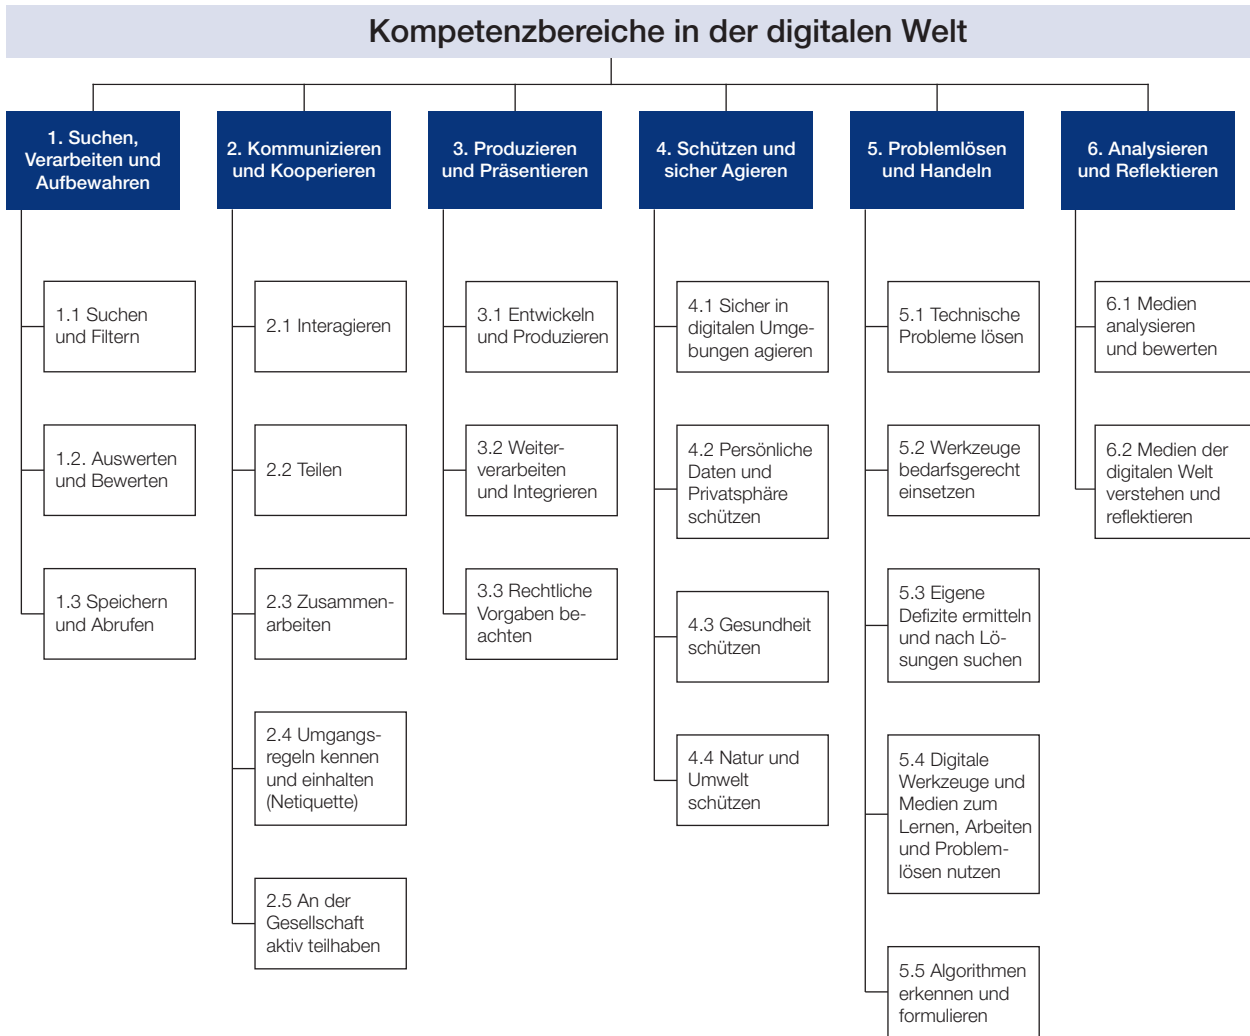 Kompetenzbereiche in der digitalen Welt
1. Suchen,
Verarbeiten und
Aufbewahren
1.1 Suchen
und Filtern
1.2. Auswerten
und Bewerten
1.3 Speichern
und Abrufen
2. Kommunizieren
und Kooperieren
2.1 Interagieren
2.2 Teilen
2.3 Zusammen-
arbeiten
2.4 Umgangs-
regeln kennen
und einhalten
(Netiquette)
2.5 An der
Gesellschaft
aktiv teilhaben
3. Produzieren
und Präsentieren
3.1 Entwickeln
und Produzieren
3.2 Weiter-
verarbeiten
und Integrieren
3.3 Rechtliche
Vorgaben be-
achten
4. Schützen und
sicher Agieren
4.1 Sicher in
digitalen Umge-
bungen agieren
4.2 Persönliche
Daten und
Privatsphäre
schützen
4.3 Gesundheit
schützen
4.4 Natur und
Umwelt
schützen
5. Problemlösen
und Handeln
5.1 Technische
Probleme lösen
5.2 Werkzeuge
bedarfsgerecht
einsetzen
5.3 Eigene
Defizite ermitteln
und nach Lö-
sungen suchen
5.4 Digitale
Werkzeuge und
Medien zum
Lernen, Arbeiten
und Problem-
lösen nutzen
5.5 Algorithmen
erkennen und
formulieren
6. Analysieren
und Reflektieren
6.1 Medien
analysieren
und bewerten
6.2 Medien der
digitalen Welt
verstehen und
reflektieren